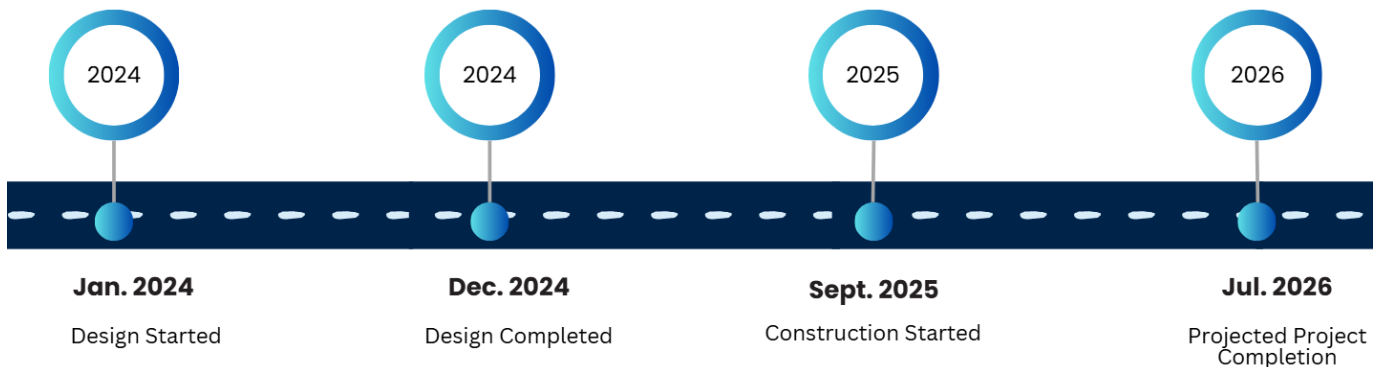 2024
2024
2025
2026
Jan. 2024
Dec. 2024
Sept. 2025
Jul. 2026
Design Started
Design Completed
Construction Started
Projected Project
Completion